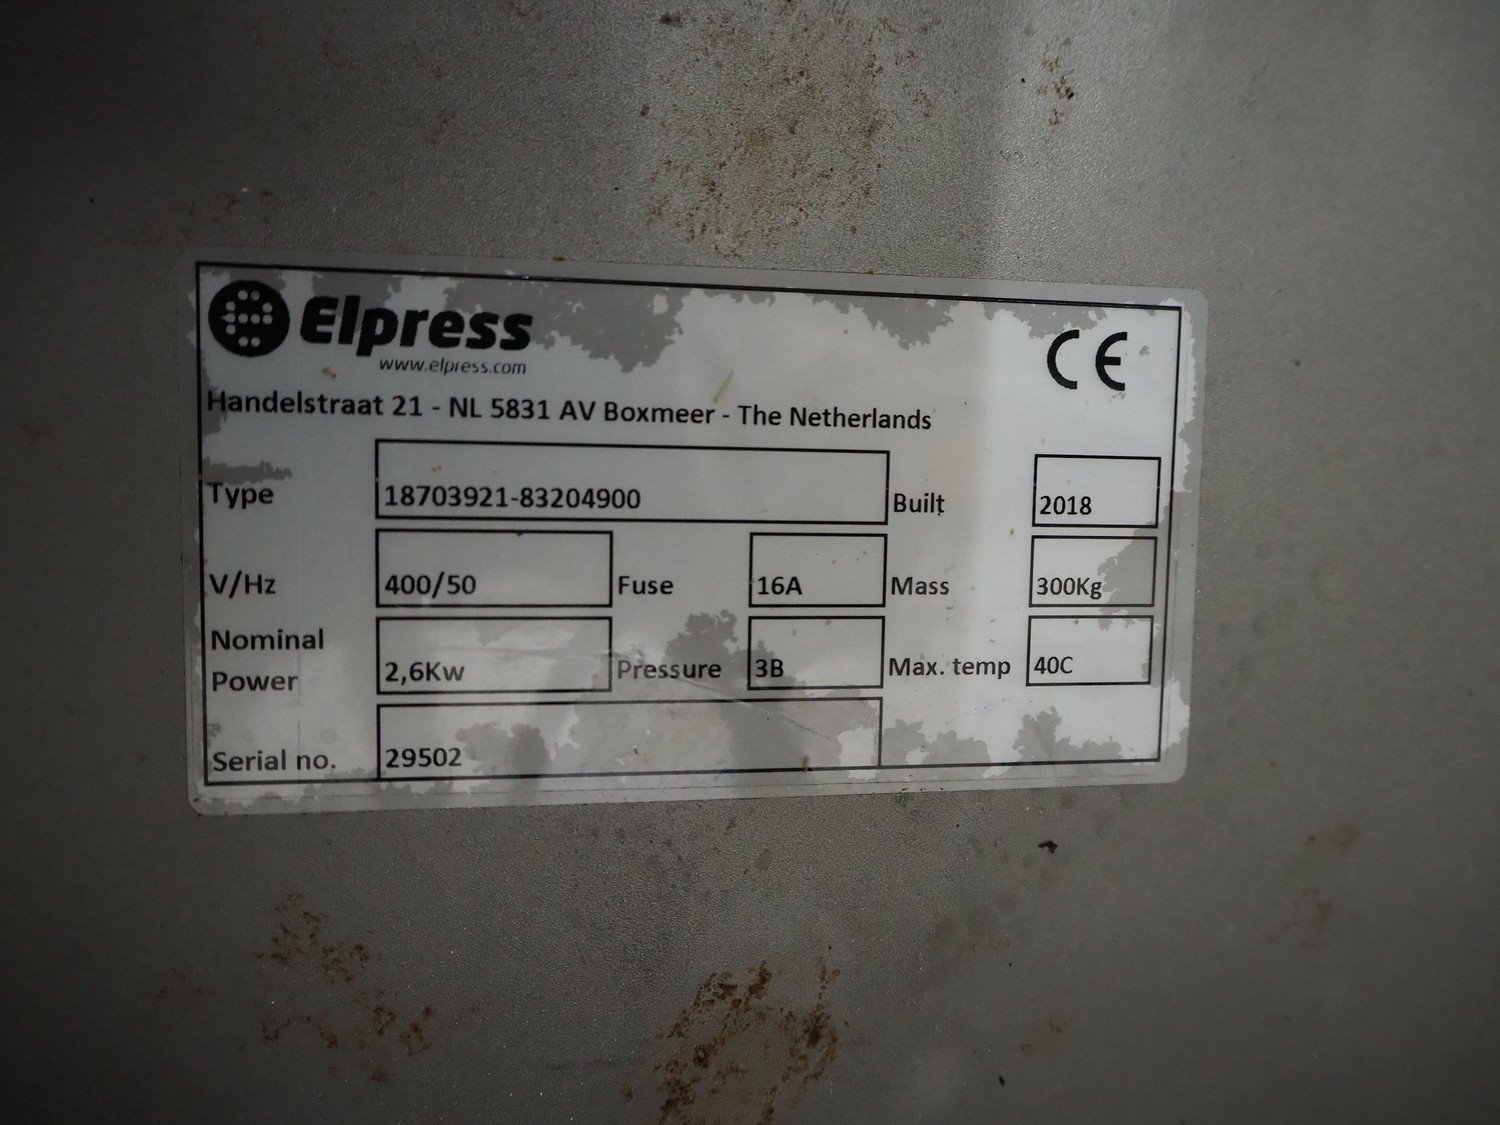 Elpress
www.elpress.com
CE
Handelstraat 21 - NL 5831 AV Boxmeer - The Netherlands
Type 18703921-83204900 Built 2018
V/Hz 400/50 Fuse 16A Mass 300Kg
Nominal
Power 2,6Kw Pressure 3B Max. temp 40C
Serial no. 29502